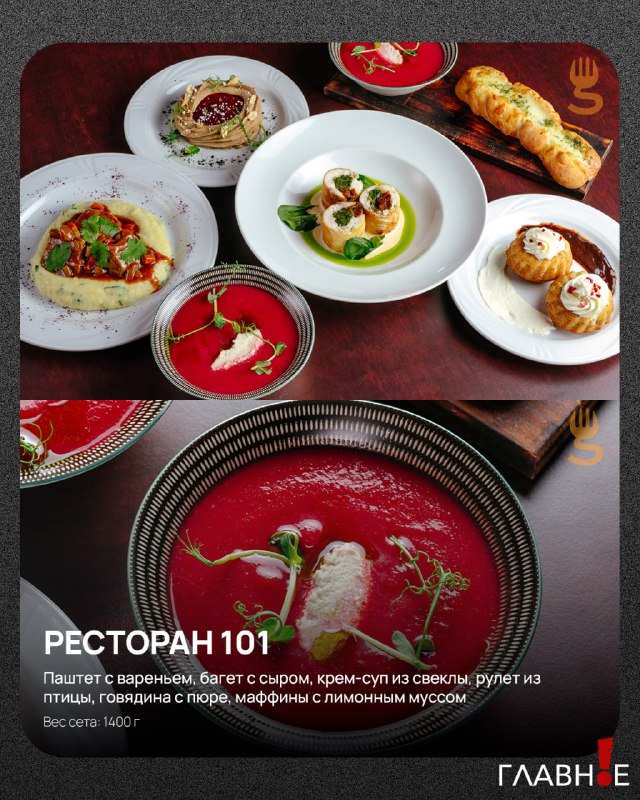 РЕСТОРАН 101
Паштет с вареньем, багет с сыром, крем-суп из свеклы, рулет из
птицы, говядина с пюре, маффины с лимонным муссом
Вес сета: 1400 г
ГЛАВН!Е